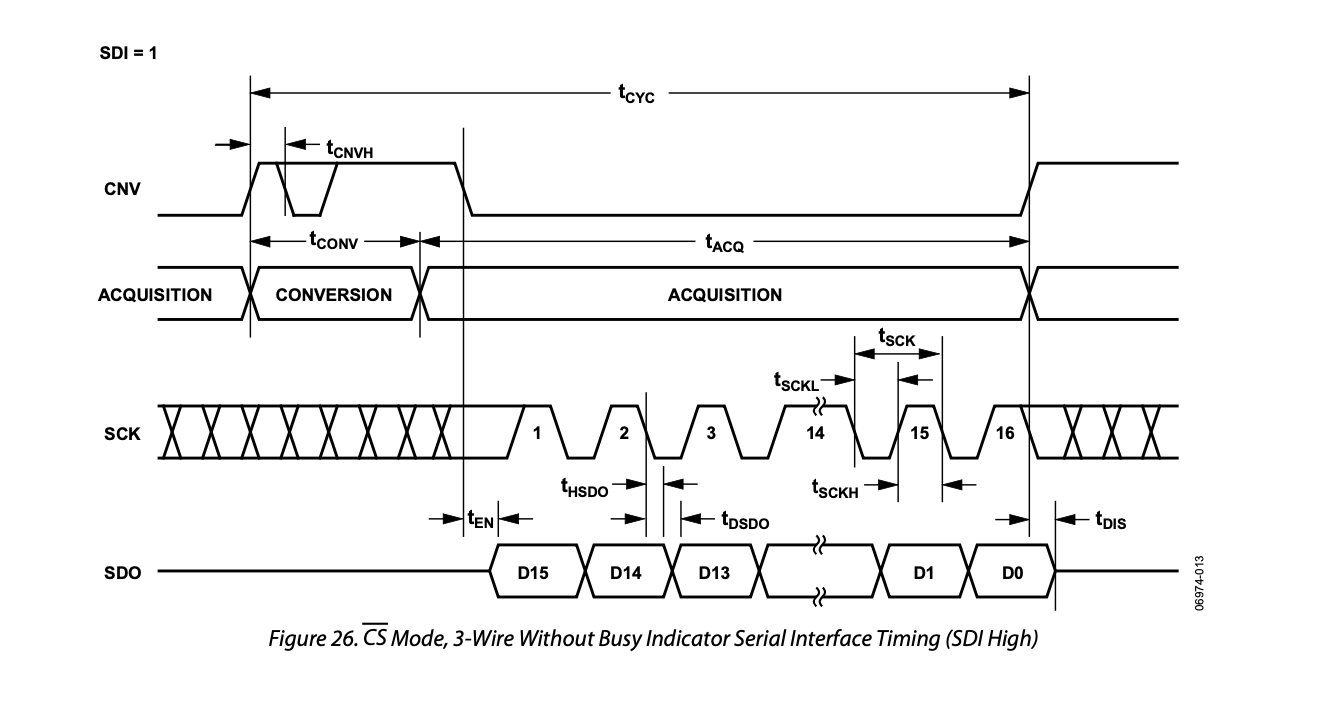 SDI = 1
tCYC
tCNVH
CNV
tCONV
tACQ
ACQUISITION CONVERSION ACQUISITION
tSCK
tSCKL
SCK 1 2 3 14 15 16
tHSDO
tSCKH
tEN tDSDO tDIS
SDO D15 D14 D13 D1 D0
06974-013
Figure 26. CS Mode, 3-Wire Without Busy Indicator Serial Interface Timing (SDI High)